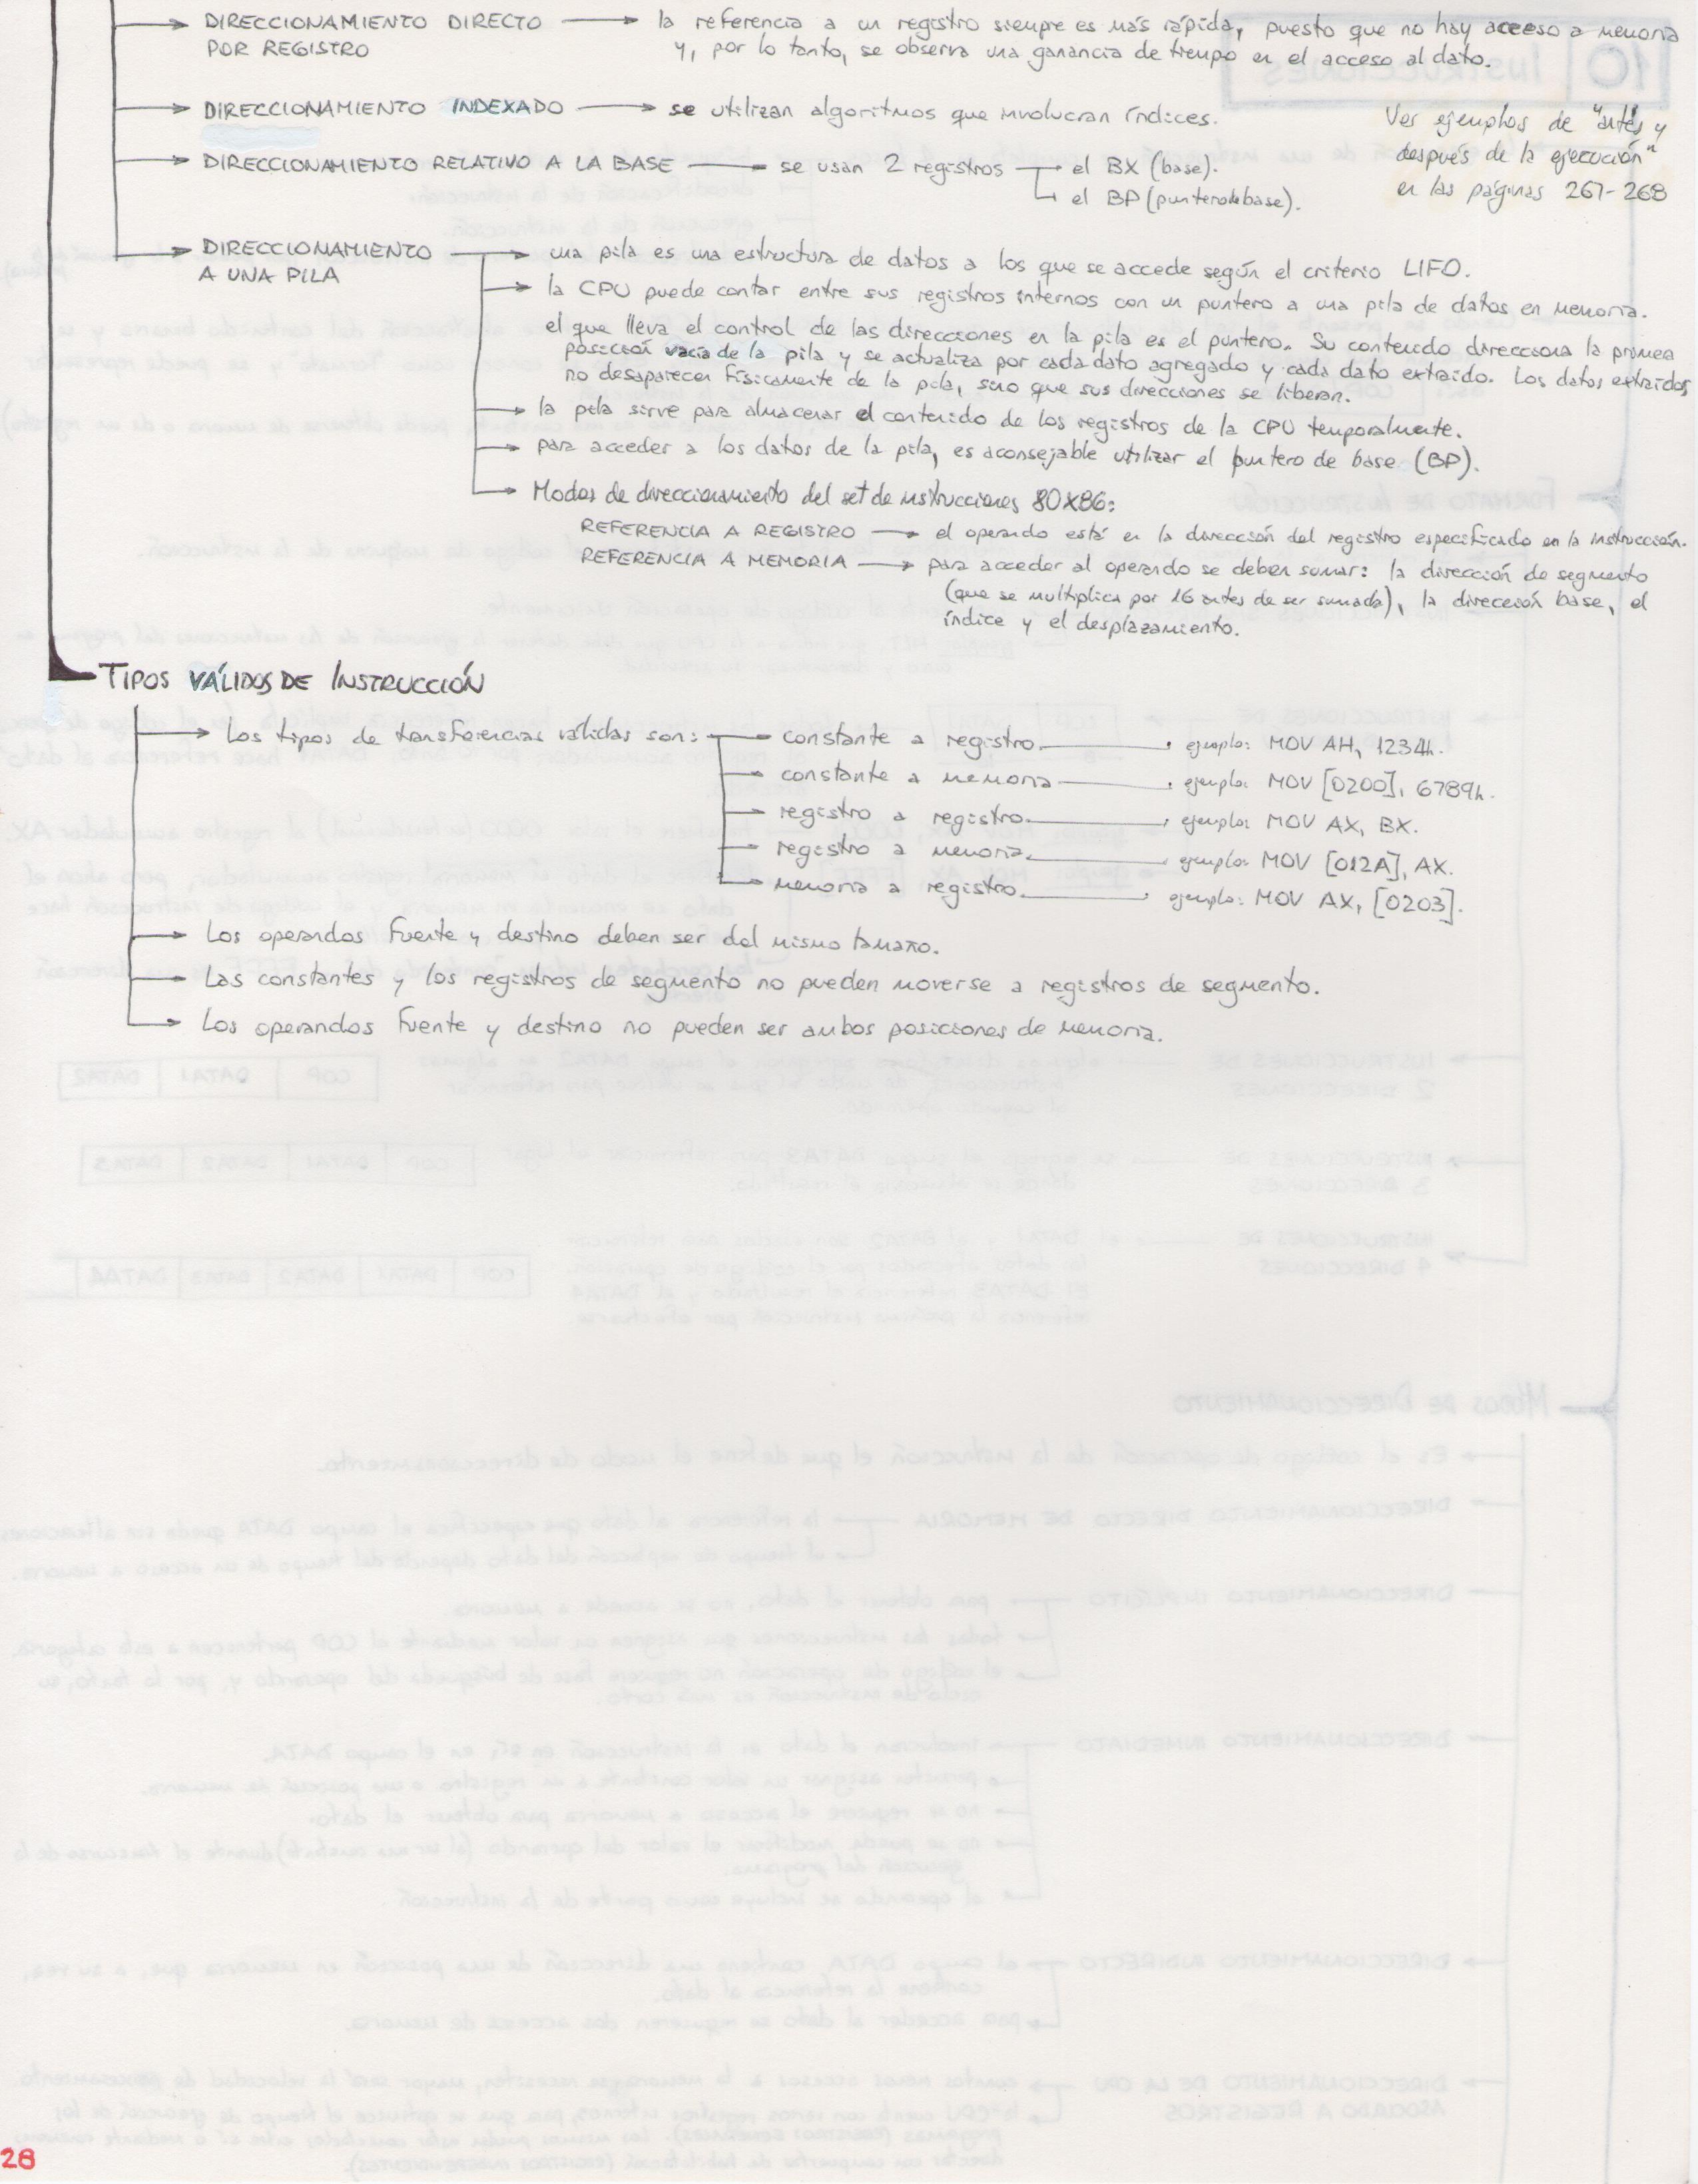 DIRECCIONAMIENTO DIRECTO POR REGISTRO → la referencia a un registro siempre es más rápida, puesto que no hay acceso a memoria
y, por lo tanto, se observa una ganancia de tiempo en el acceso al dato.
DIRECCIONAMIENTO INDEXADO → se utilizan algoritmos que involucran índices.
Ver ejemplos de "antes y
después de la ejecución"
en las páginas 267-268
DIRECCIONAMIENTO RELATIVO A LA BASE → se usan 2 registros → el BX (base).
el BP (puntero de base).
DIRECCIONAMIENTO A UNA PILA → una pila es una estructura de datos a los que se accede según el criterio LIFO.
la CPU puede contar entre sus registros internos con un puntero a una pila de datos en memoria.
el que lleva el control de las direcciones en la pila es el puntero. Su contenido direcciona la primea
posición vacía de la pila y se actualiza por cada dato agregado y cada dato extraído. Los datos extraídos
no desaparecen físicamente de la pila, sino que sus direcciones se liberan.
la pila sirve para almacenar el contenido de los registros de la CPU temporalmente.
para acceder a los datos de la pila, es aconsejable utilizar el puntero de base (BP).
Modos de direccionamiento del set de instrucciones 80X86:
REFERENCIA A REGISTRO → el operando está en la dirección del registro especificado en la instrucción.
REFERENCIA A MEMORIA → para acceder al operando se deben sumar: la dirección de segmento
(que se multiplica por 16 antes de ser sumada), la dirección base, el
índice y el desplazamiento.
TIPOS VÁLIDOS DE INSTRUCCIÓN
Los tipos de transferencias válidas son: constante a registro. ejemplo: MOV AH, 1234h.
constante a memoria ejemplo: MOV [0200], 6789h.
registro a registro. ejemplo: MOV AX, BX.
registro a memoria. ejemplo: MOV [012A], AX.
memoria a registro. ejemplo: MOV AX, [0203].
Los operandos fuente y destino deben ser del mismo tamaño.
Las constantes y los registros de segmento no pueden moverse a registros de segmento.
Los operandos fuente y destino no pueden ser ambos posiciones de memoria.
28